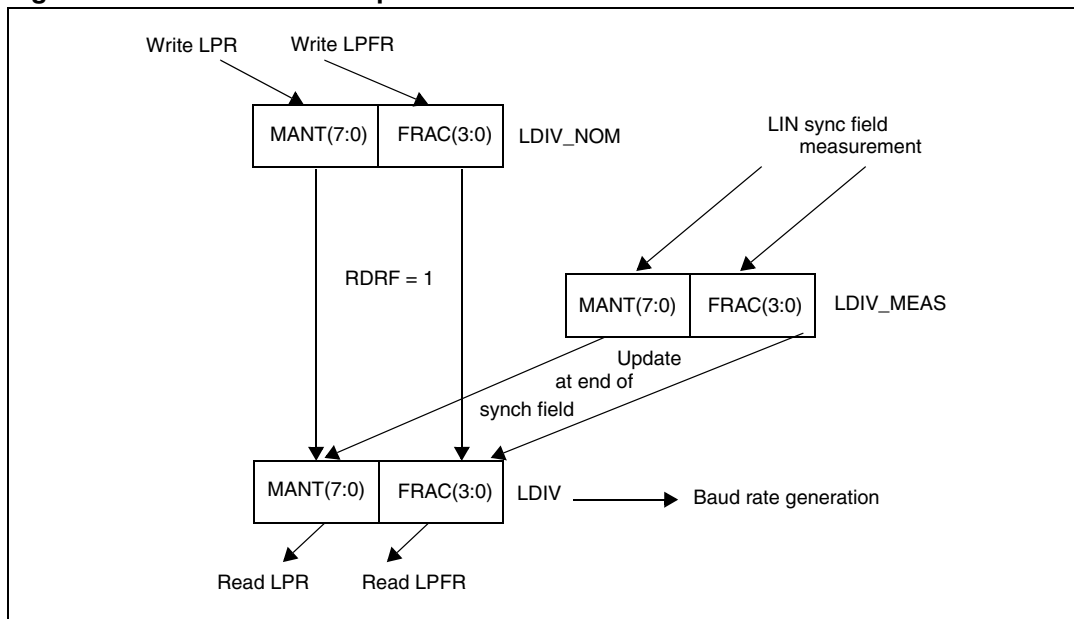 Write LPR
Write LPFR
MANT(7:0)
FRAC(3:0)
LDIV_NOM
LIN sync field
measurement
RDRF = 1
MANT(7:0)
FRAC(3:0)
LDIV_MEAS
Update
at end of
synch field
MANT(7:0)
FRAC(3:0)
LDIV
Baud rate generation
Read LPR
Read LPFR